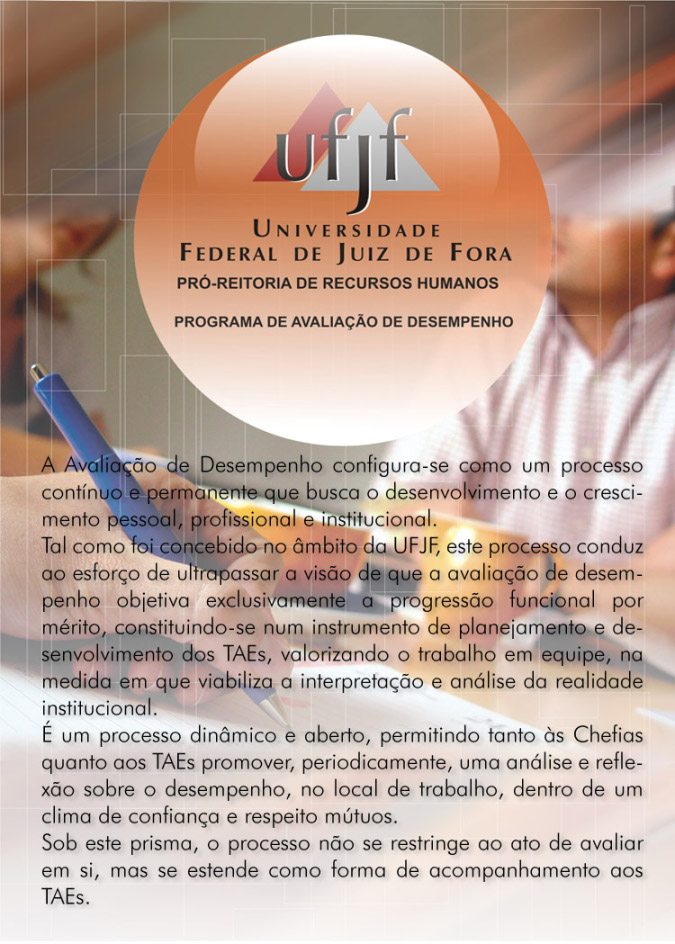 ufjf
UNIVERSIDADE
FEDERAL DE JUIZ DE FORA
PRÓ-REITORIA DE RECURSOS HUMANOS
PROGRAMA DE AVALIAÇÃO DE DESEMPENHO
A Avaliação de Desempenho configura-se como um processo
contínuo e permanente que busca o desenvolvimento e o cresci-
mento pessoal, profissional e institucional.
Tal como foi concebido no âmbito da UFJF, este processo conduz
ao esforço de ultrapassar a visão de que a avaliação de desem-
penho objetiva exclusivamente a progressão funcional por
mérito, constituindo-se num instrumento de planejamento e de-
senvolvimento dos TAEs, valorizando o trabalho em equipe, na
medida em que viabiliza a interpretação e análise da realidade
institucional.
É um processo dinâmico e aberto, permitindo tanto às Chefias
quanto aos TAEs promover, periodicamente, uma análise e refle-
xão sobre o desempenho, no local de trabalho, dentro de um
clima de confiança e respeito mútuos.
Sob este prisma, o processo não se restringe ao ato de avaliar
em si, mas se estende como forma de acompanhamento aos
TAEs.